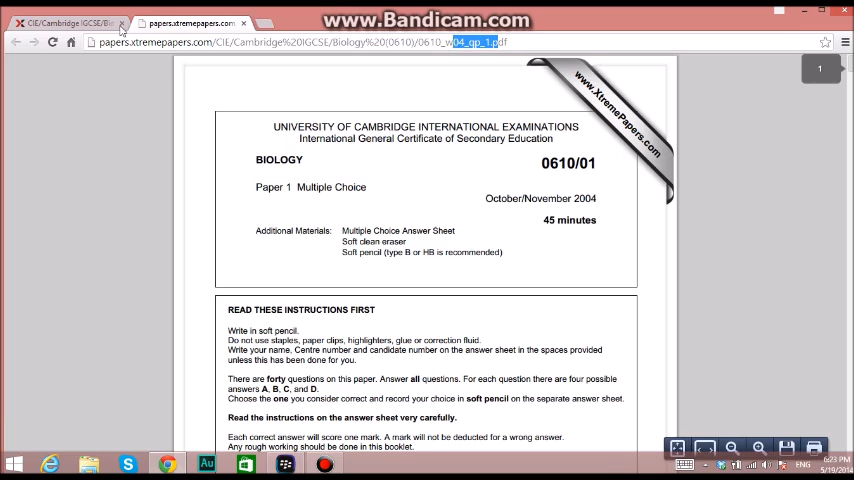 www.Bandicam.com
CIE/Cambridge IGCSE/Bio
papers.xtremepapers.com/
papers.xtremepapers.com/CIE/Cambridge%20IGCSE/Biology%20(0610)/0610_w04_qp_1.pdf
1
www.XtremePapers.com
UNIVERSITY OF CAMBRIDGE INTERNATIONAL EXAMINATIONS
International General Certificate of Secondary Education
BIOLOGY 0610/01
Paper 1 Multiple Choice
October/November 2004
45 minutes
Additional Materials: Multiple Choice Answer Sheet
Soft clean eraser
Soft pencil (type B or HB is recommended)
READ THESE INSTRUCTIONS FIRST
Write in soft pencil.
Do not use staples, paper clips, highlighters, glue or correction fluid.
Write your name, Centre number and candidate number on the answer sheet in the spaces provided
unless this has been done for you.
There are forty questions on this paper. Answer all questions. For each question there are four possible
answers A, B, C, and D.
Choose the one you consider correct and record your choice in soft pencil on the separate answer sheet.
Read the instructions on the answer sheet very carefully.
Each correct answer will score one mark. A mark will not be deducted for a wrong answer.
Any rough working should be done in this booklet.
Au
ENG
6:23 PM
5/19/2014